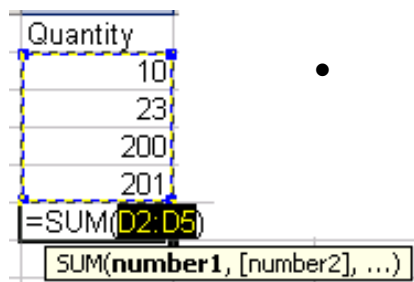 Quantity
10
23
200
201
=SUM(D2:D5)
SUM(number1, [number2], ...)